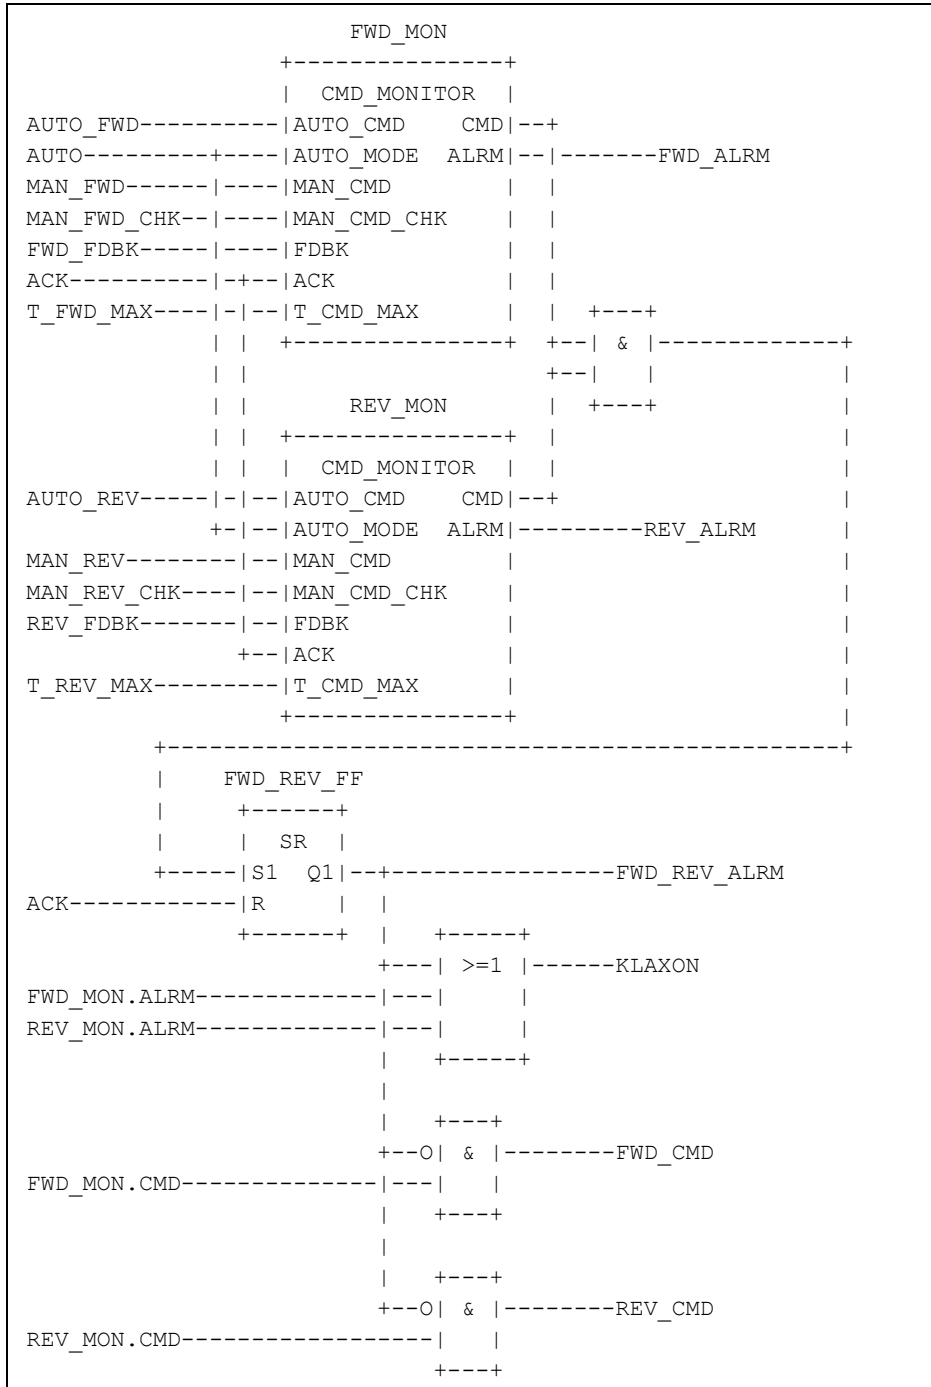 FWD_MON
                  +---------------+
                  |  CMD_MONITOR  |
AUTO_FWD----------|AUTO_CMD    CMD|--+
AUTO---------+----|AUTO_MODE  ALRM|--|-------FWD_ALRM
MAN_FWD------|----|MAN_CMD        |  |
MAN_FWD_CHK--|----|MAN_CMD_CHK    |  |
FWD_FDBK-----|----|FDBK           |  |
ACK----------|-+--|ACK            |  |
T_FWD_MAX----|-|--|T_CMD_MAX      |  |  +---+
             | |  +---------------+  +--| & |-------------+
             | |                     +--|   |             |
             | |       REV_MON       |  +---+             |
             | |  +---------------+  |                    |
             | |  |  CMD_MONITOR  |  |                    |
AUTO_REV-----|-|--|AUTO_CMD    CMD|--+                    |
             +-|--|AUTO_MODE  ALRM|---------REV_ALRM      |
MAN_REV--------|--|MAN_CMD        |                       |
MAN_REV_CHK----|--|MAN_CMD_CHK    |                       |
REV_FDBK-------|--|FDBK           |                       |
               +--|ACK            |                       |
T_REV_MAX---------|T_CMD_MAX      |                       |
                  +---------------+                       |
         +------------------------------------------------+
         |    FWD_REV_FF
         |     +------+
         |     |  SR  |
         +-----|S1  Q1|--+----------------FWD_REV_ALRM
ACK------------|R     |  |
               +------+  |   +-----+
                         +---| >=1 |------KLAXON
FWD_MON.ALRM-------------|---|     |
REV_MON.ALRM-------------|---|     |
                         |   +-----+
                         |
                         |   +---+
                         +--O| & |--------FWD_CMD
FWD_MON.CMD--------------|---|   |
                         |   +---+
                         |
                         |   +---+
                         +--O| & |--------REV_CMD
REV_MON.CMD------------------|   |
                             +---+